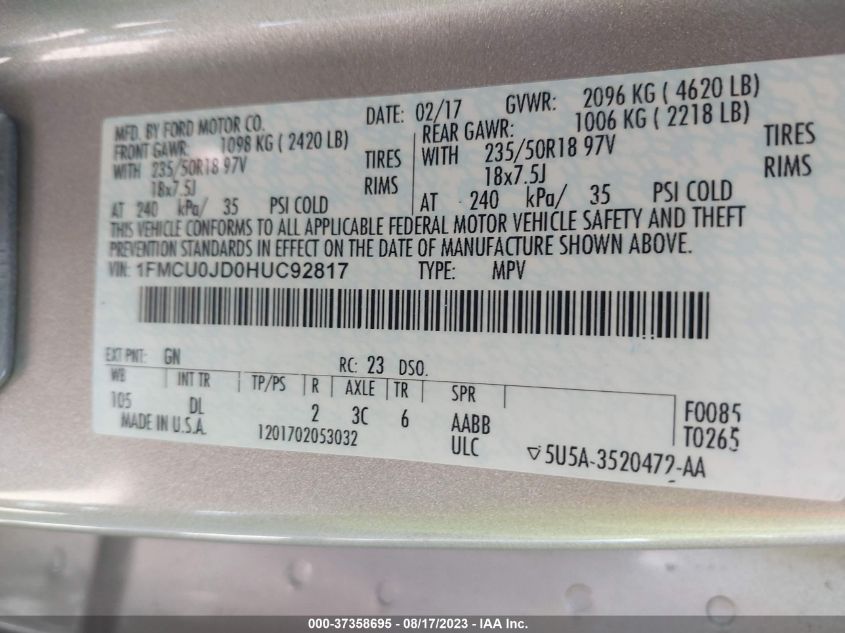 MFD. BY FORD MOTOR CO.
DATE: 02/17 GVWR: 2096 KG ( 4620 LB)
FRONT GAWR: 1098 KG ( 2420 LB)
REAR GAWR: 1006 KG ( 2218 LB)
WITH 235/50R18 97V TIRES
WITH 235/50R18 97V TIRES
18x7.5J RIMS
18x7.5J RIMS
AT 240 kPa/ 35 PSI COLD
AT 240 kPa/ 35 PSI COLD
THIS VEHICLE CONFORMS TO ALL APPLICABLE FEDERAL MOTOR VEHICLE SAFETY AND THEFT
PREVENTION STANDARDS IN EFFECT ON THE DATE OF MANUFACTURE SHOWN ABOVE.
VIN: 1FMCU0JD0HUC92817 TYPE: MPV
EXT PNT: GN RC: 23 DSO:
WB INT TR TP/PS R AXLE TR SPR
105 DL 2 3C 6 AABB F0085
MADE IN U.S.A. 1201702053032 ULC T0265
▽5U5A-3520472-AA
000-37358695 - 08/17/2023 - IAA Inc.